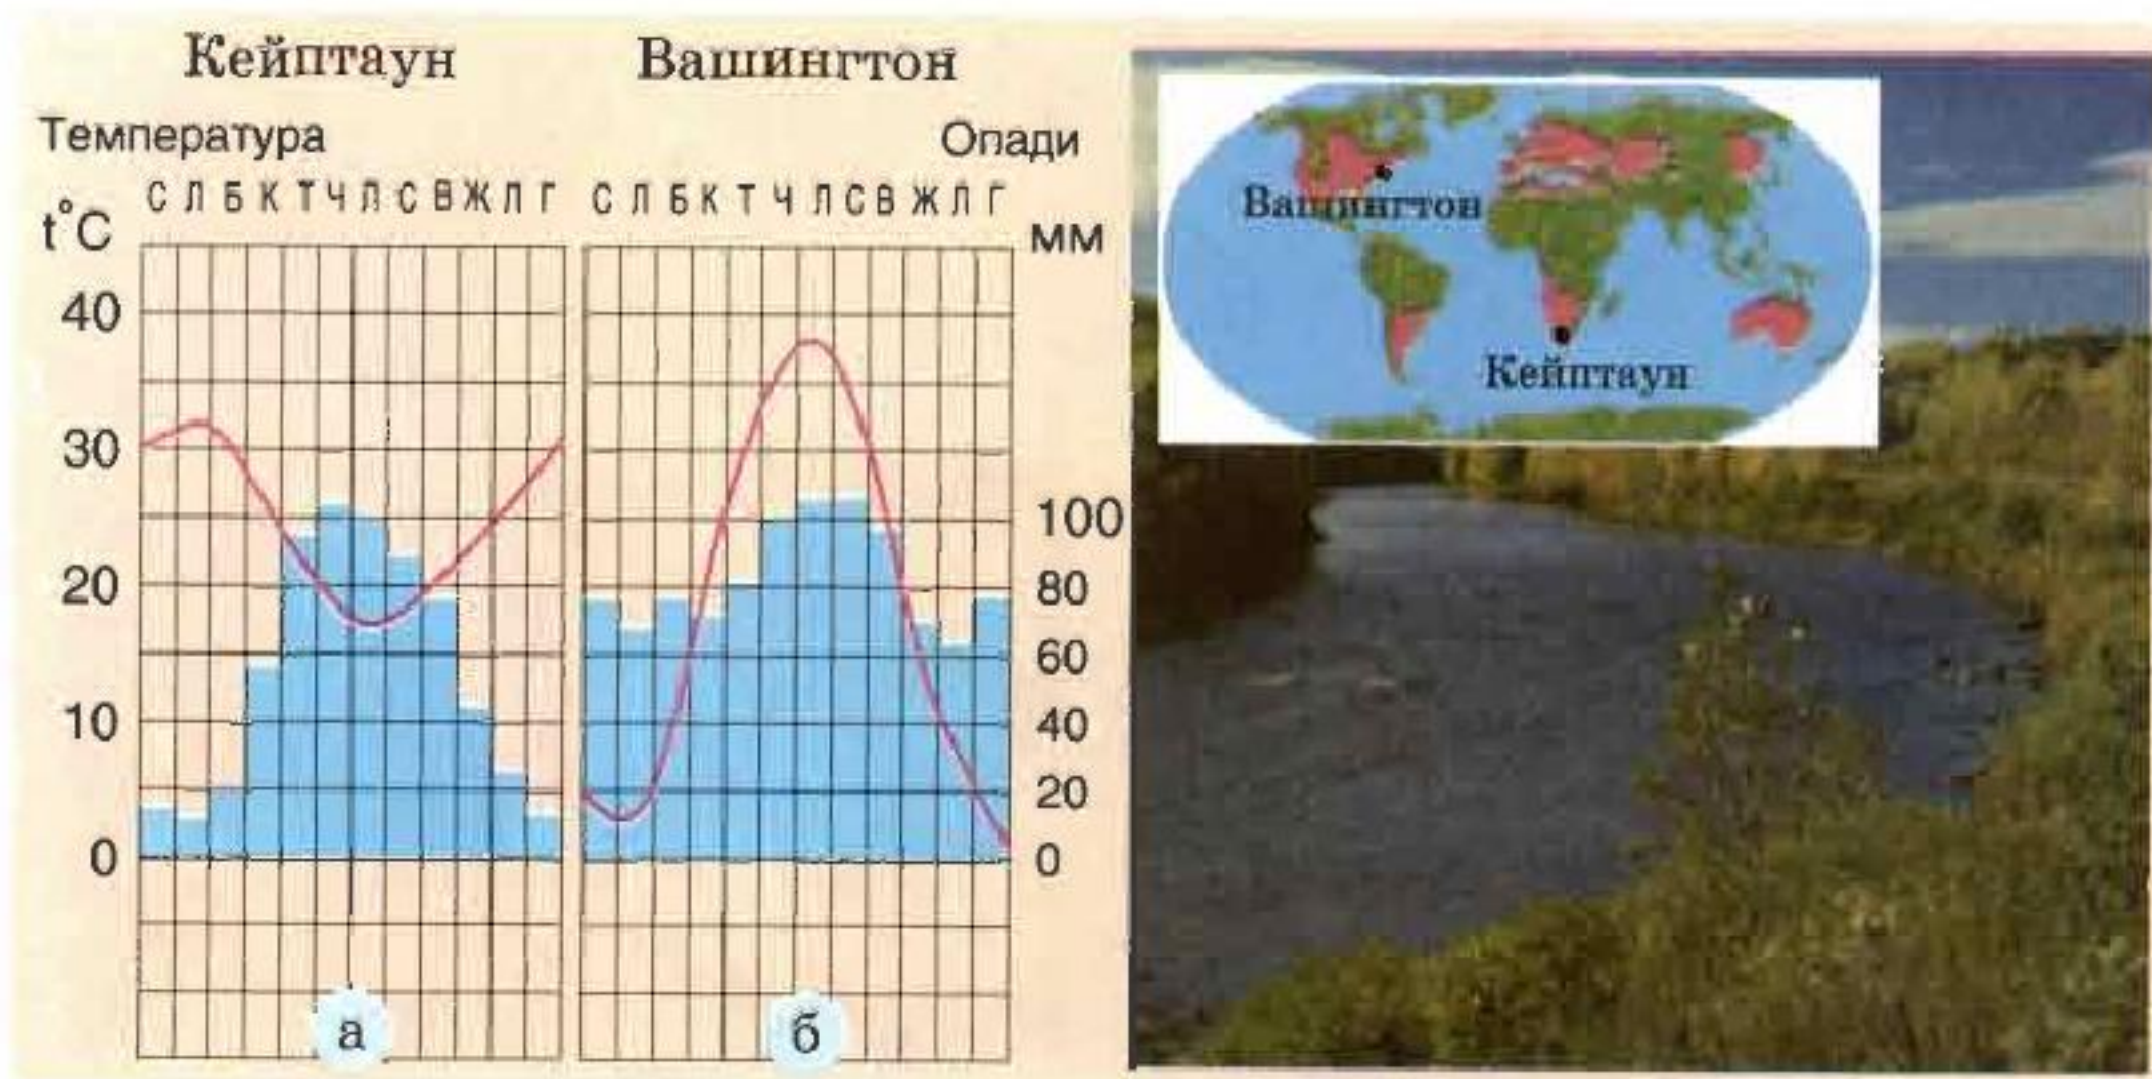 Кейптаун
Вашингтон
Температура
Опади
С Л Б К Т Ч Л С В Ж Л Г
С Л Б К Т Ч Л С В Ж Л Г
t°C
мм
40
30
20
10
0
100
80
60
40
20
0
а
б
Вашингтон
Кейптаун